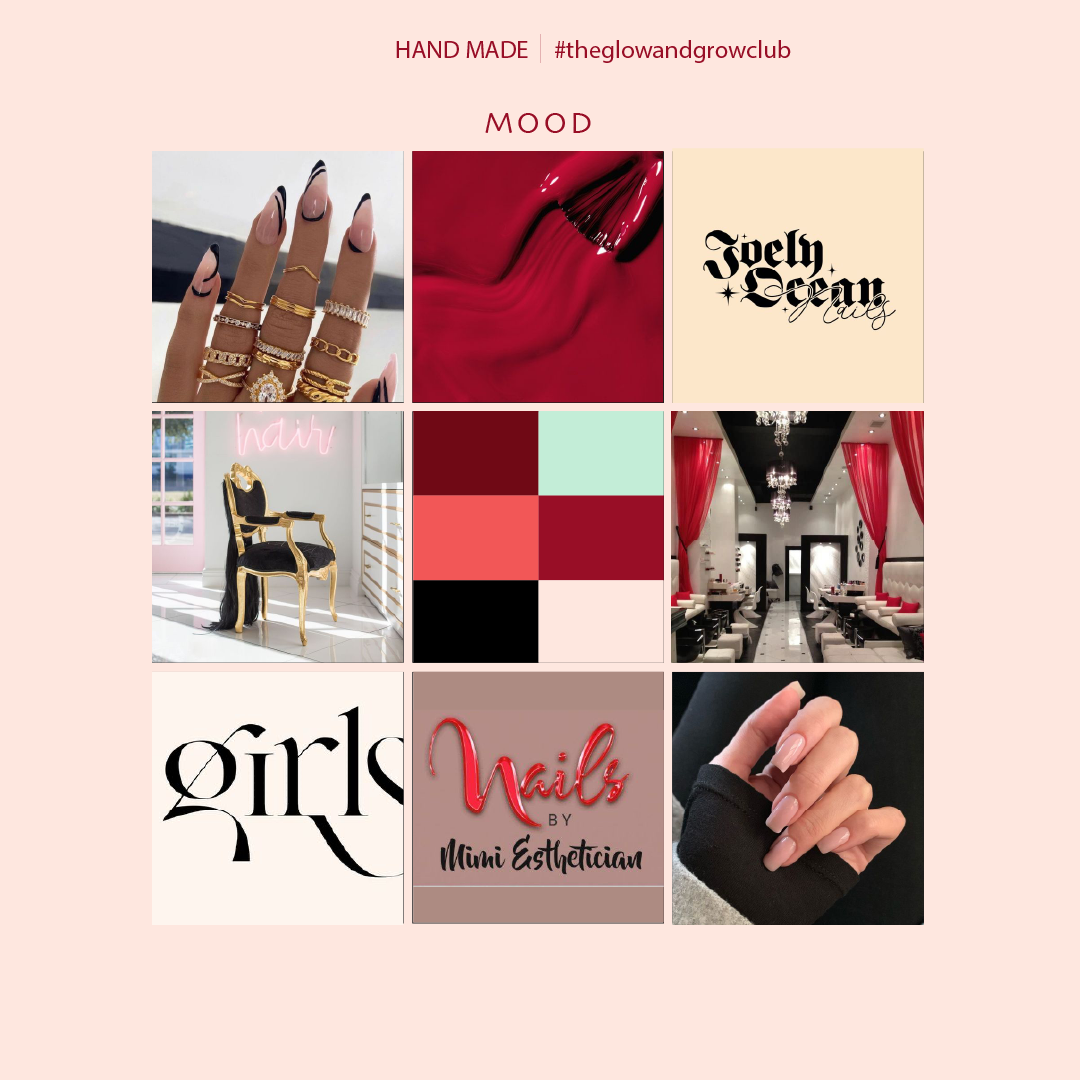 HAND MADE | #theglowandgrowclub
MOOD
Joely
Ocean
Nails
hair
girls
Nails
BY
Mimi Esthetician